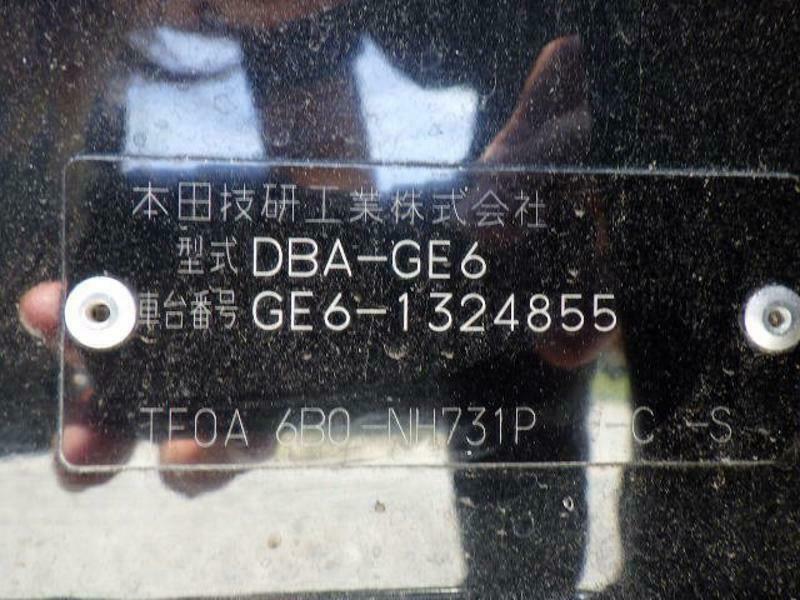 本田技研工業株式会社
型式 DBA-GE6
車台番号 GE6-1324855
TF0A 6B0-NH731P -C -S